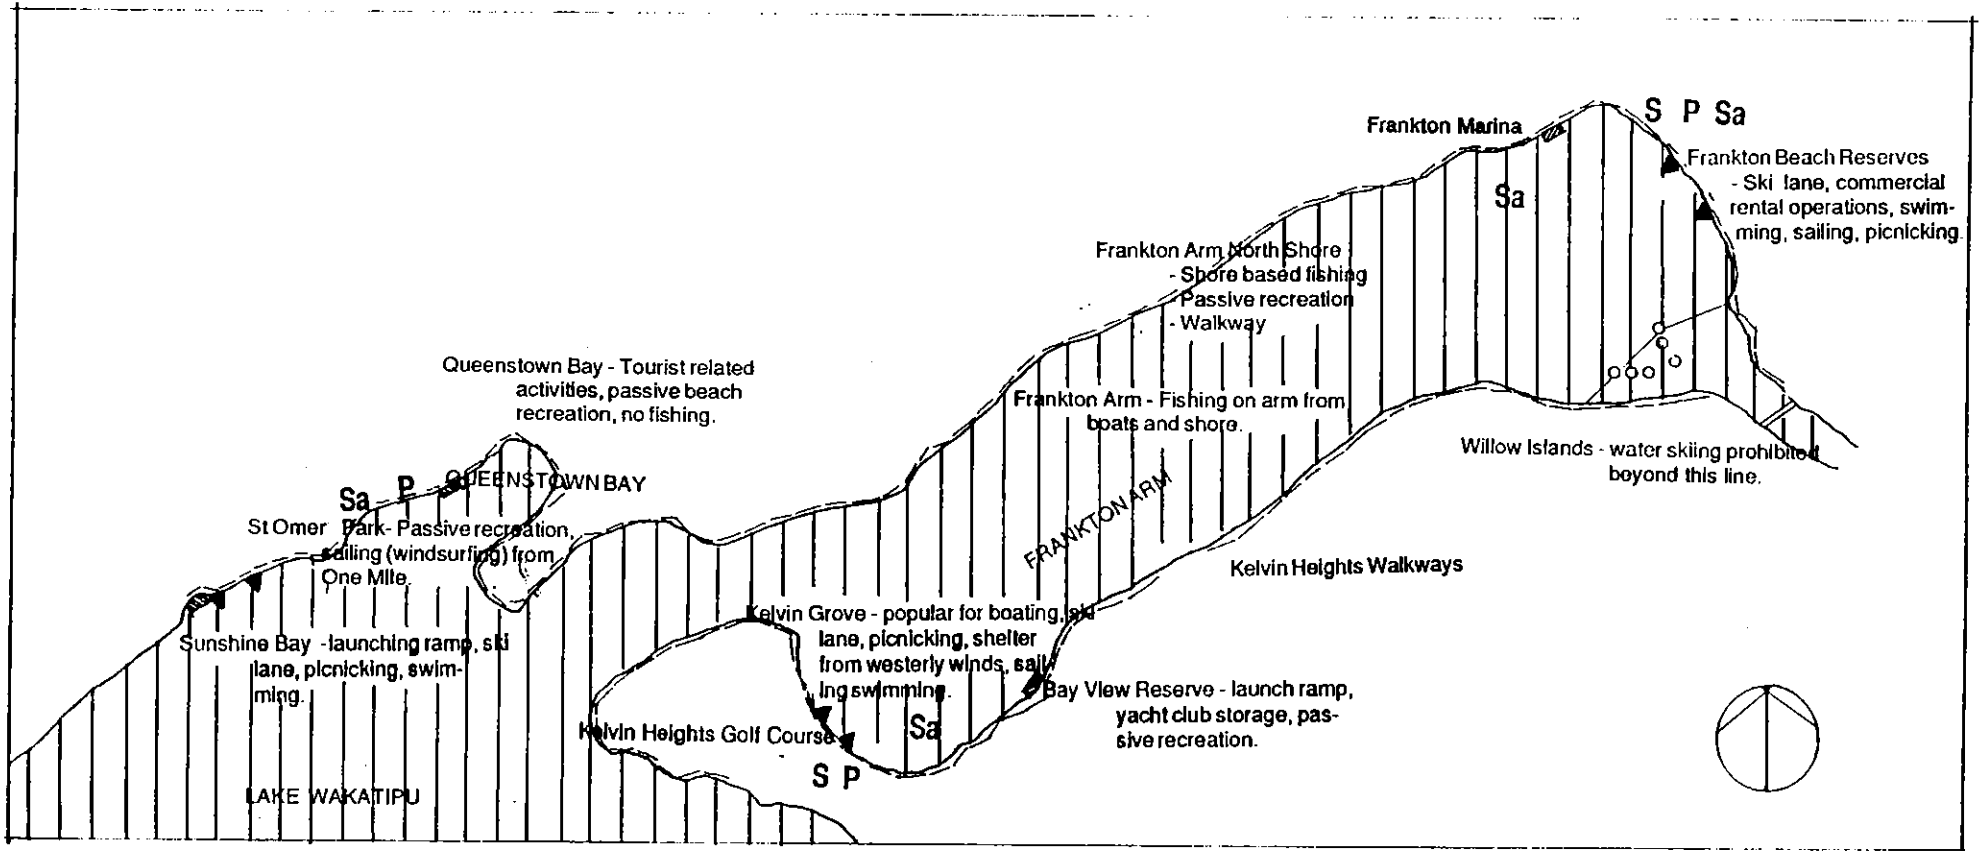 S P Sa
Frankton Marina
Frankton Beach Reserves
- Ski lane, commercial
rental operations, swim-
ming, sailing, picnicking.
Sa
Frankton Arm North Shore
- Shore based fishing
- Passive recreation
- Walkway
Queenstown Bay - Tourist related
activities, passive beach
recreation, no fishing.
Frankton Arm - Fishing on arm from
boats and shore.
Willow Islands - water skiing prohibited
beyond this line.
QUEENSTOWN BAY
Sa P
St Omer Park - Passive recreation,
sailing (windsurfing) from
One Mile.
FRANKTON ARM
Kelvin Heights Walkways
Kelvin Grove - popular for boating, ski
lane, picnicking, shelter
from westerly winds, sail
ing swimming.
Sunshine Bay - launching ramp, ski
lane, picnicking, swim-
ming.
Bay View Reserve - launch ramp,
yacht club storage, pas-
sive recreation.
Sa
Kelvin Heights Golf Course
S P
LAKE WAKATIPU